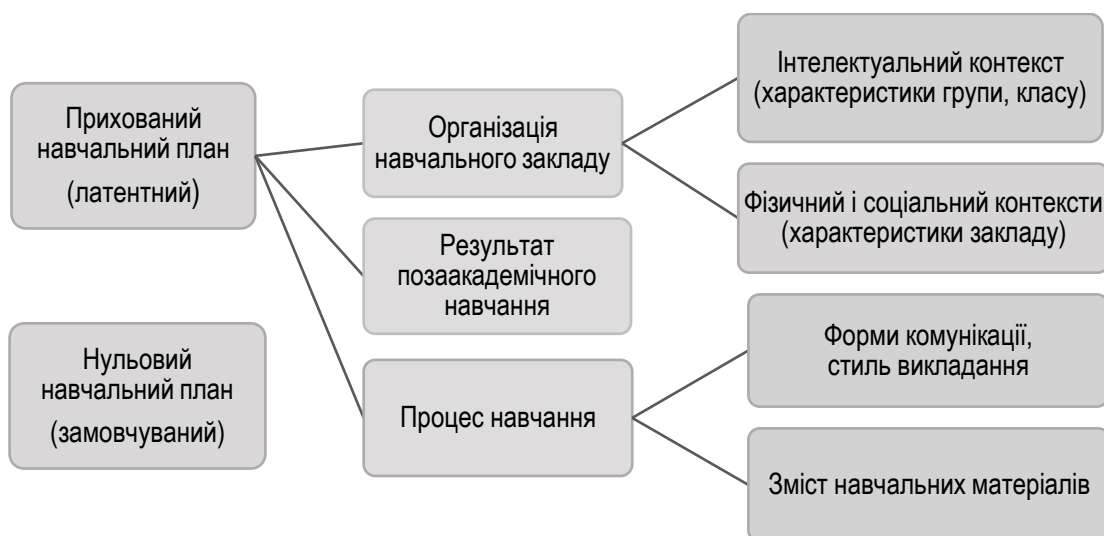 Прихований
навчальний план
(латентний)
Нульовий
навчальний план
(замовчуваний)
Організація
навчального закладу
Результат
позаакадемічного
навчання
Процес навчання
Інтелектуальний контекст
(характеристики групи, класу)
Фізичний і соціальний контексти
(характеристики закладу)
Форми комунікації,
стиль викладання
Зміст навчальних матеріалів